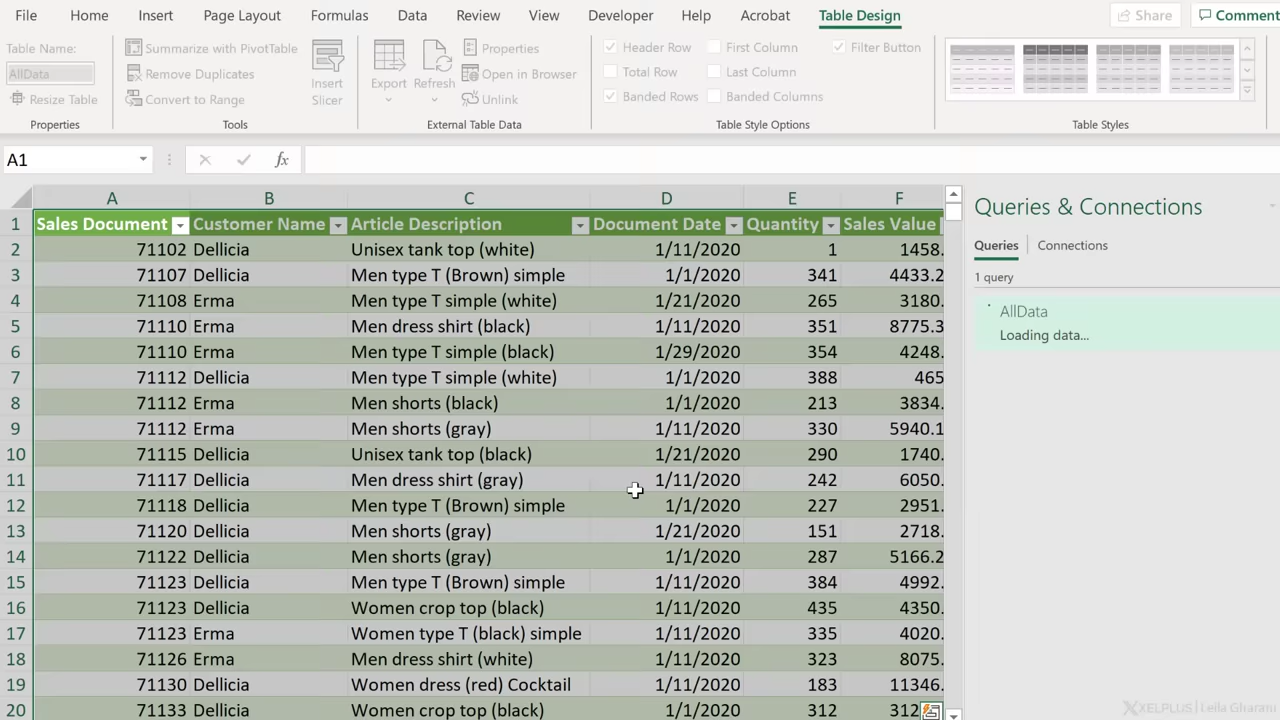 File Home Insert Page Layout Formulas Data Review View Developer Help Acrobat Table Design Share Comment
Table Name:
AllData
Resize Table
Properties
Summarize with PivotTable
Remove Duplicates
Convert to Range
Insert
Slicer
Tools
Export
Refresh
Properties
Open in Browser
Unlink
External Table Data
Header Row First Column Filter Button
Total Row Last Column
Banded Rows Banded Columns
Table Style Options
Table Styles
A1 fx
A B C D E F
1 Sales Document Customer Name Article Description Document Date Quantity Sales Value
2 71102 Dellicia Unisex tank top (white) 1/11/2020 1 1458.
3 71107 Dellicia Men type T (Brown) simple 1/1/2020 341 4433.2
4 71108 Erma Men type T simple (white) 1/21/2020 265 3180.
5 71110 Erma Men dress shirt (black) 1/11/2020 351 8775.3
6 71110 Erma Men type T simple (black) 1/29/2020 354 4248.
7 71112 Dellicia Men type T simple (white) 1/1/2020 388 465
8 71112 Erma Men shorts (black) 1/1/2020 213 3834.
9 71112 Erma Men shorts (gray) 1/11/2020 330 5940.1
10 71115 Dellicia Unisex tank top (black) 1/21/2020 290 1740.
11 71117 Dellicia Men dress shirt (gray) 1/11/2020 242 6050.
12 71118 Dellicia Men type T (Brown) simple 1/1/2020 227 2951.
13 71120 Dellicia Men shorts (gray) 1/21/2020 151 2718.
14 71122 Dellicia Men shorts (gray) 1/1/2020 287 5166.2
15 71123 Dellicia Men type T (Brown) simple 1/11/2020 384 4992.
16 71123 Dellicia Women crop top (black) 1/11/2020 435 4350.
17 71123 Erma Women type T (black) simple 1/11/2020 335 4020.
18 71126 Erma Men dress shirt (white) 1/11/2020 323 8075.
19 71130 Dellicia Women dress (red) Cocktail 1/11/2020 183 11346.
20 71133 Dellicia Women crop top (black) 1/1/2020 312 312
Queries & Connections
Queries Connections
1 query
AllData
Loading data...
XELPLUS | Leila Gharani